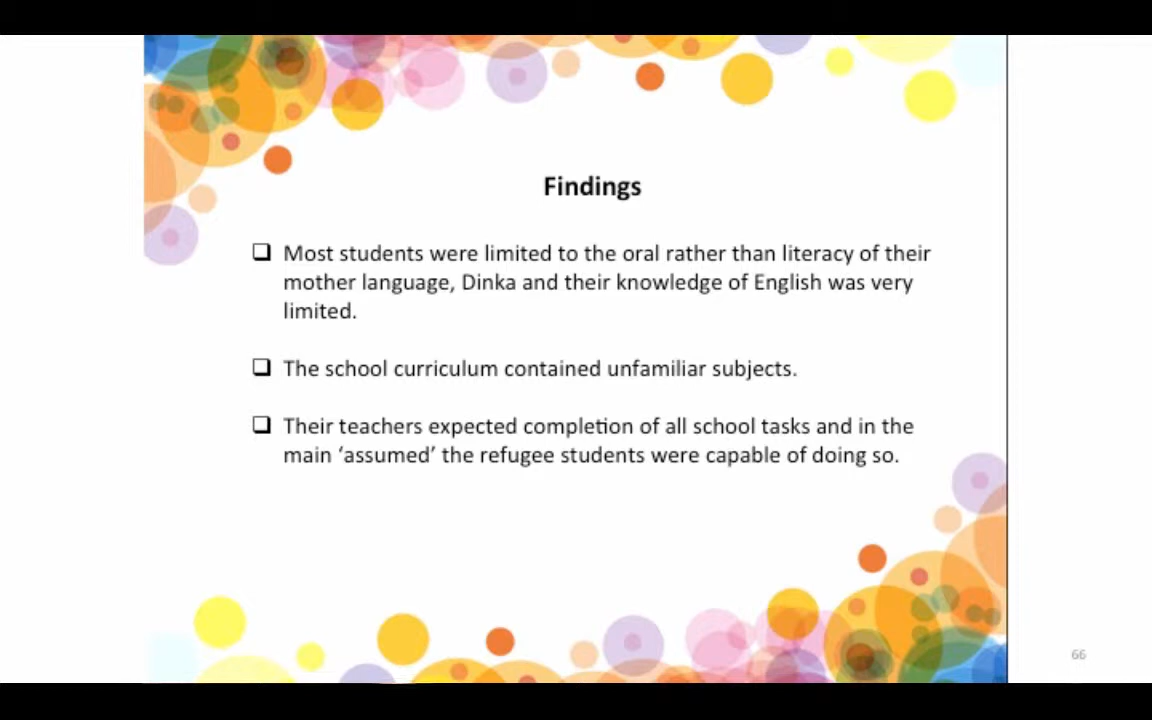 Findings
❑ Most students were limited to the oral rather than literacy of their
mother language, Dinka and their knowledge of English was very
limited.
❑ The school curriculum contained unfamiliar subjects.
❑ Their teachers expected completion of all school tasks and in the
main ‘assumed’ the refugee students were capable of doing so.
66